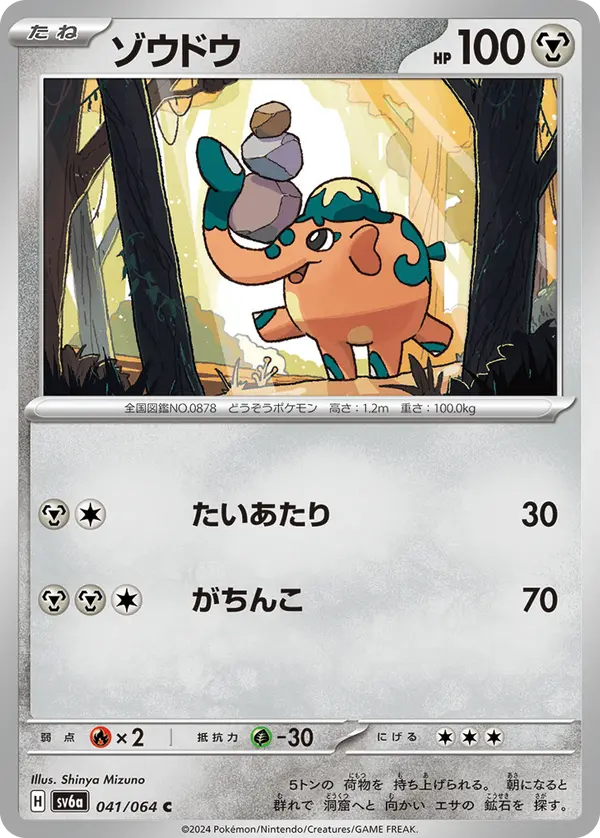 たね ゾウドウ HP 100
全国図鑑NO.0878 どうぞうポケモン 高さ：1.2m 重さ：100.0kg
たいあたり 30
がちんこ 70
弱点 ×2 抵抗力 -30 にげる
Illus. Shinya Mizuno
5トンの 荷物を 持ち上げられる。朝になると
群れで 洞窟へと 向かい エサの 鉱石を 探す。
H sv6a 041/064 C
©2024 Pokémon/Nintendo/Creatures/GAME FREAK.